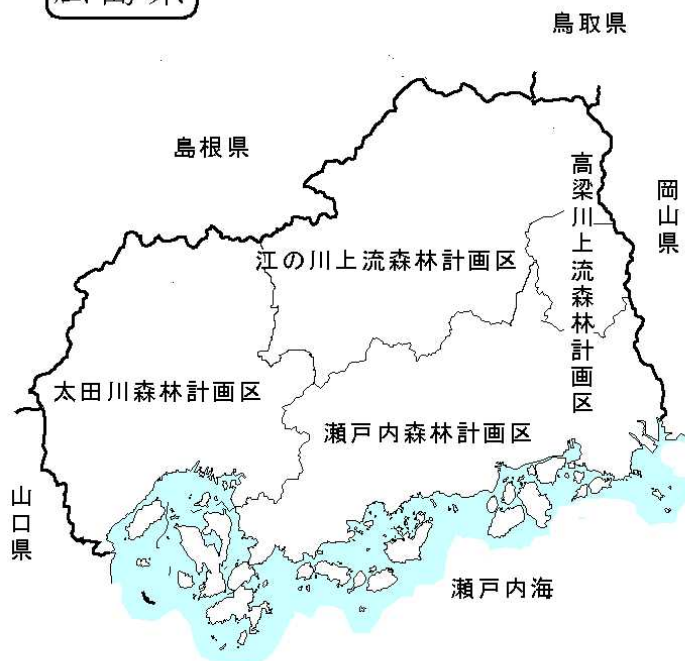 広島県
鳥取県
島根県
岡山県
高梁川上流森林計画区
江の川上流森林計画区
太田川森林計画区
瀬戸内森林計画区
山口県
瀬戸内海